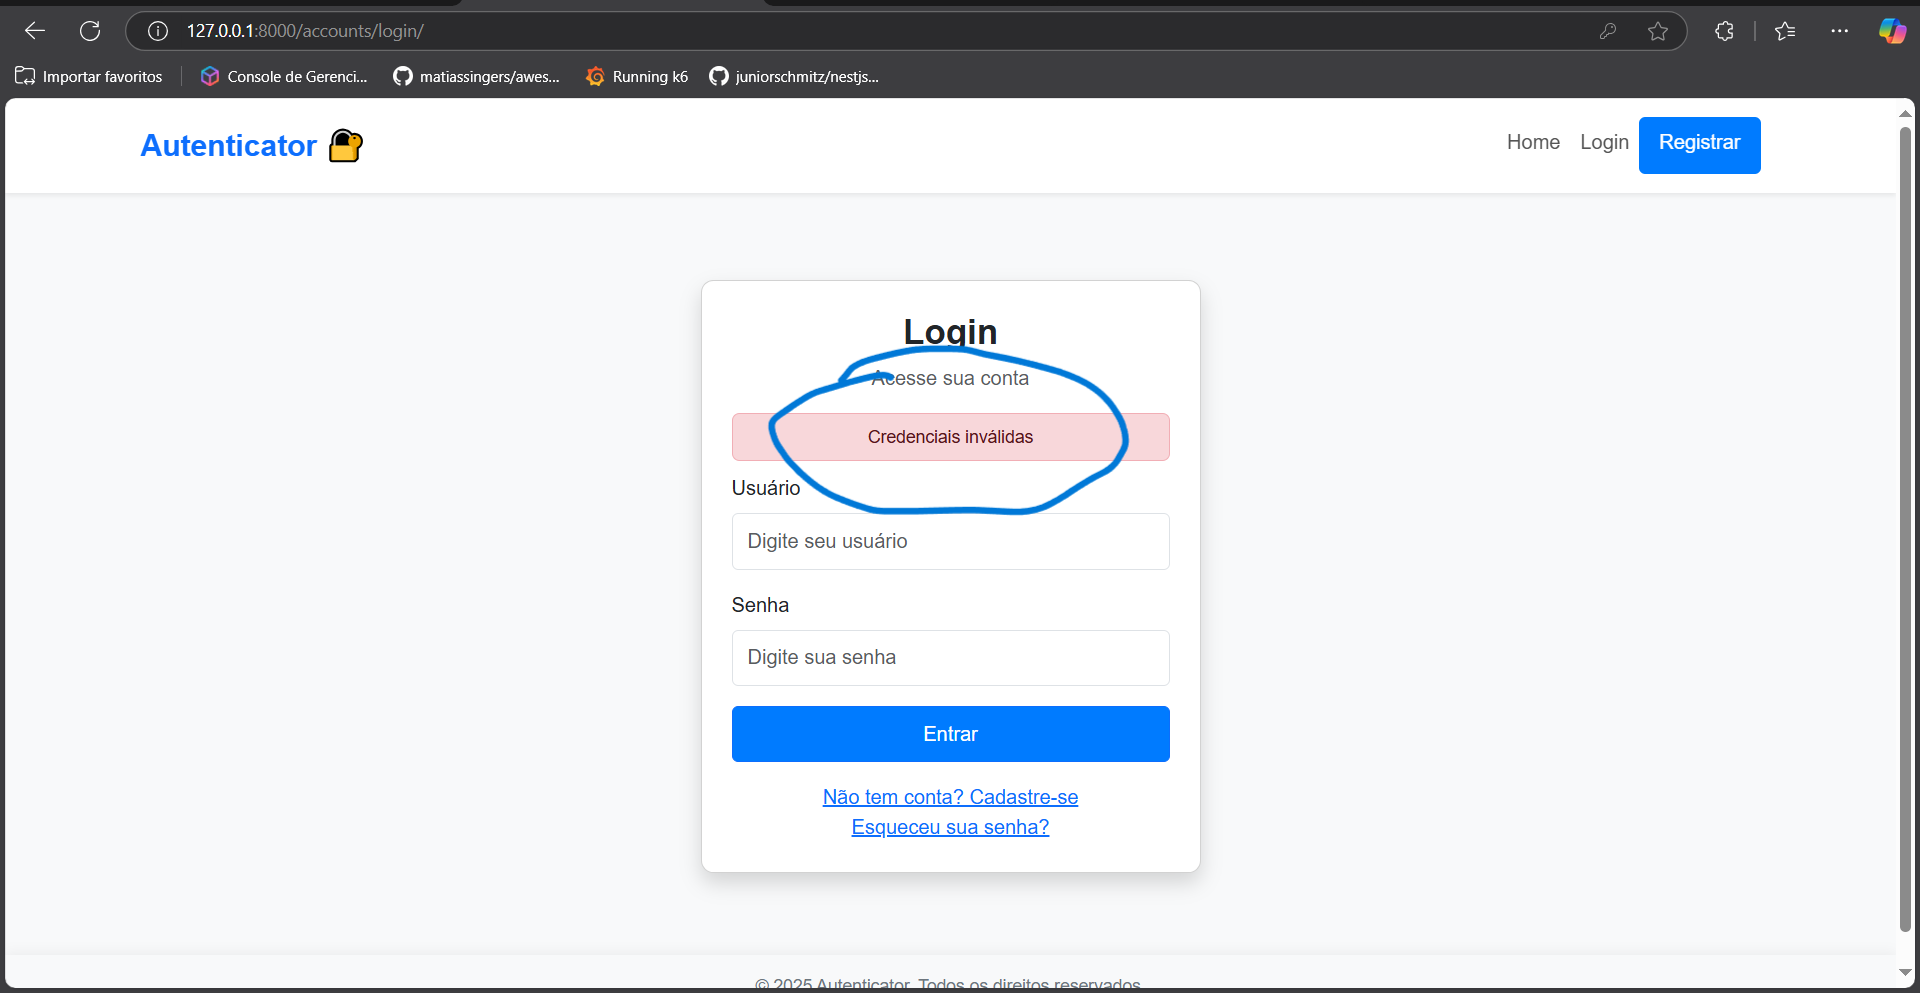 127.0.0.1:8000/accounts/login/
Importar favoritos
Console de Gerenci...
matiassingers/awes...
Running k6
juniorschmitz/nestjs...
Autenticator
Home
Login
Registrar
Login
Acesse sua conta
Credenciais inválidas
Usuário
Digite seu usuário
Senha
Digite sua senha
Entrar
Não tem conta? Cadastre-se
Esqueceu sua senha?
© 2025 Autenticator. Todos os direitos reservados.